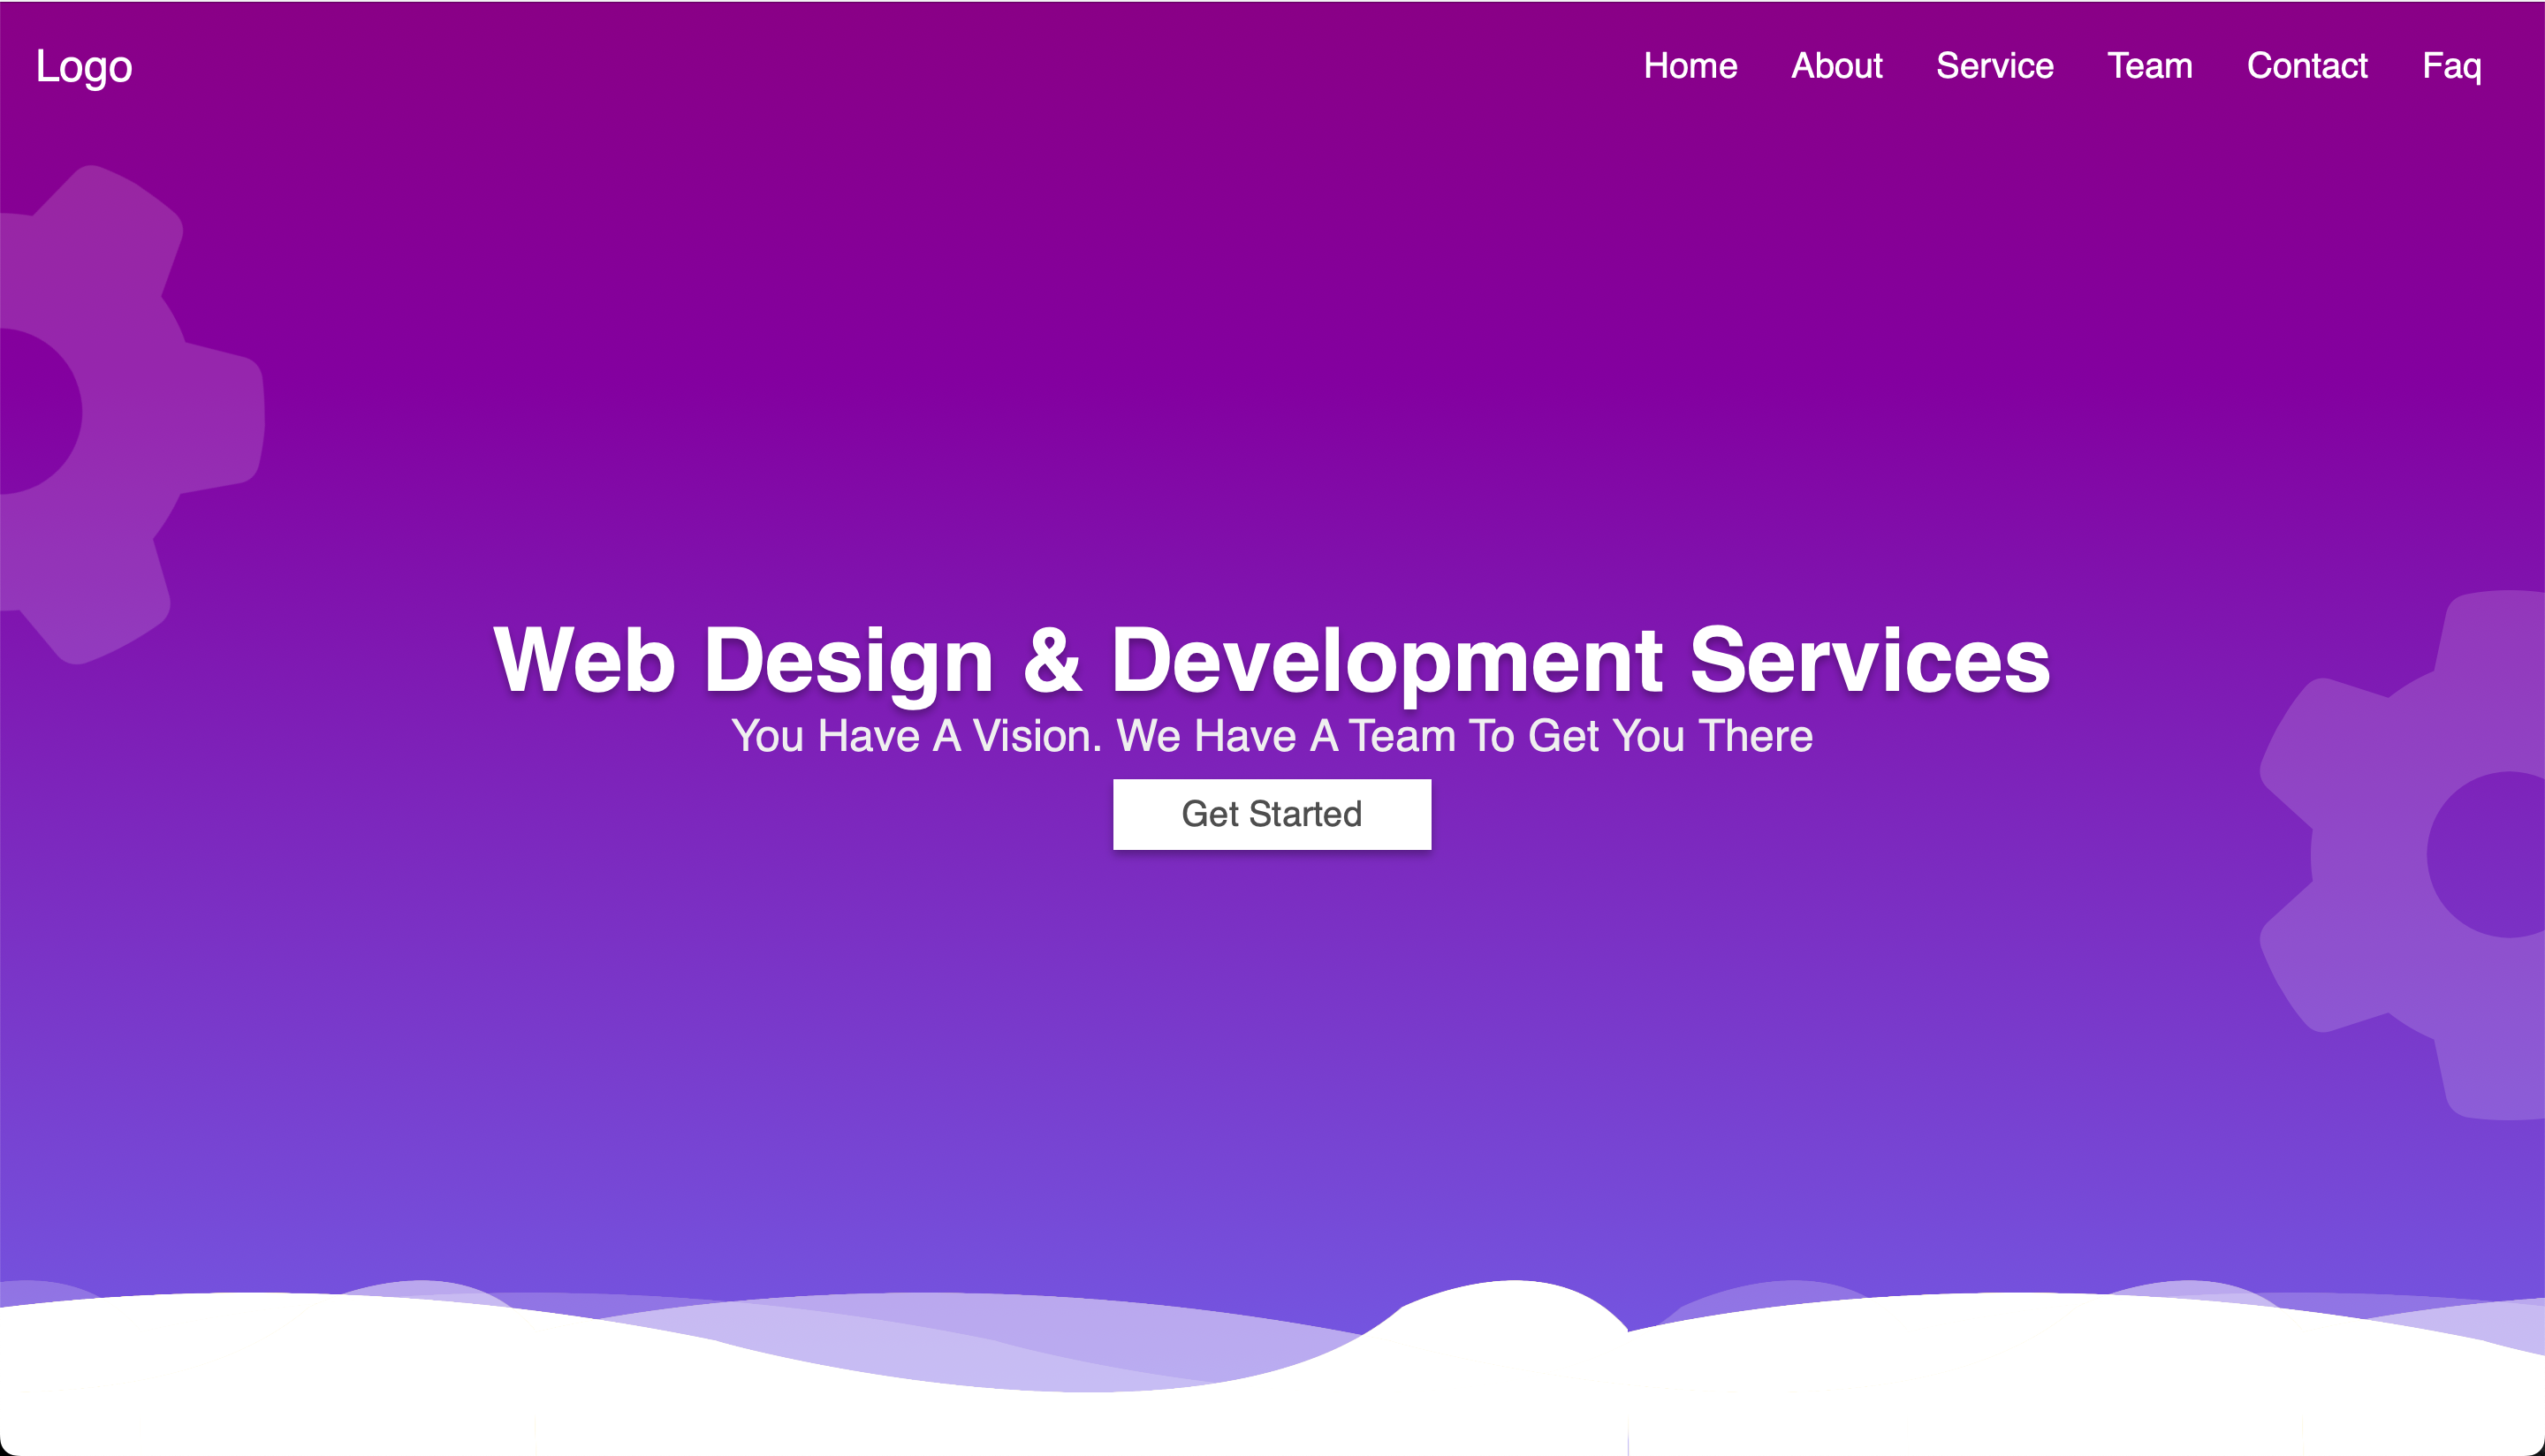 Logo Home About Service Team Contact Faq
Web Design & Development Services
You Have A Vision. We Have A Team To Get You There
Get Started